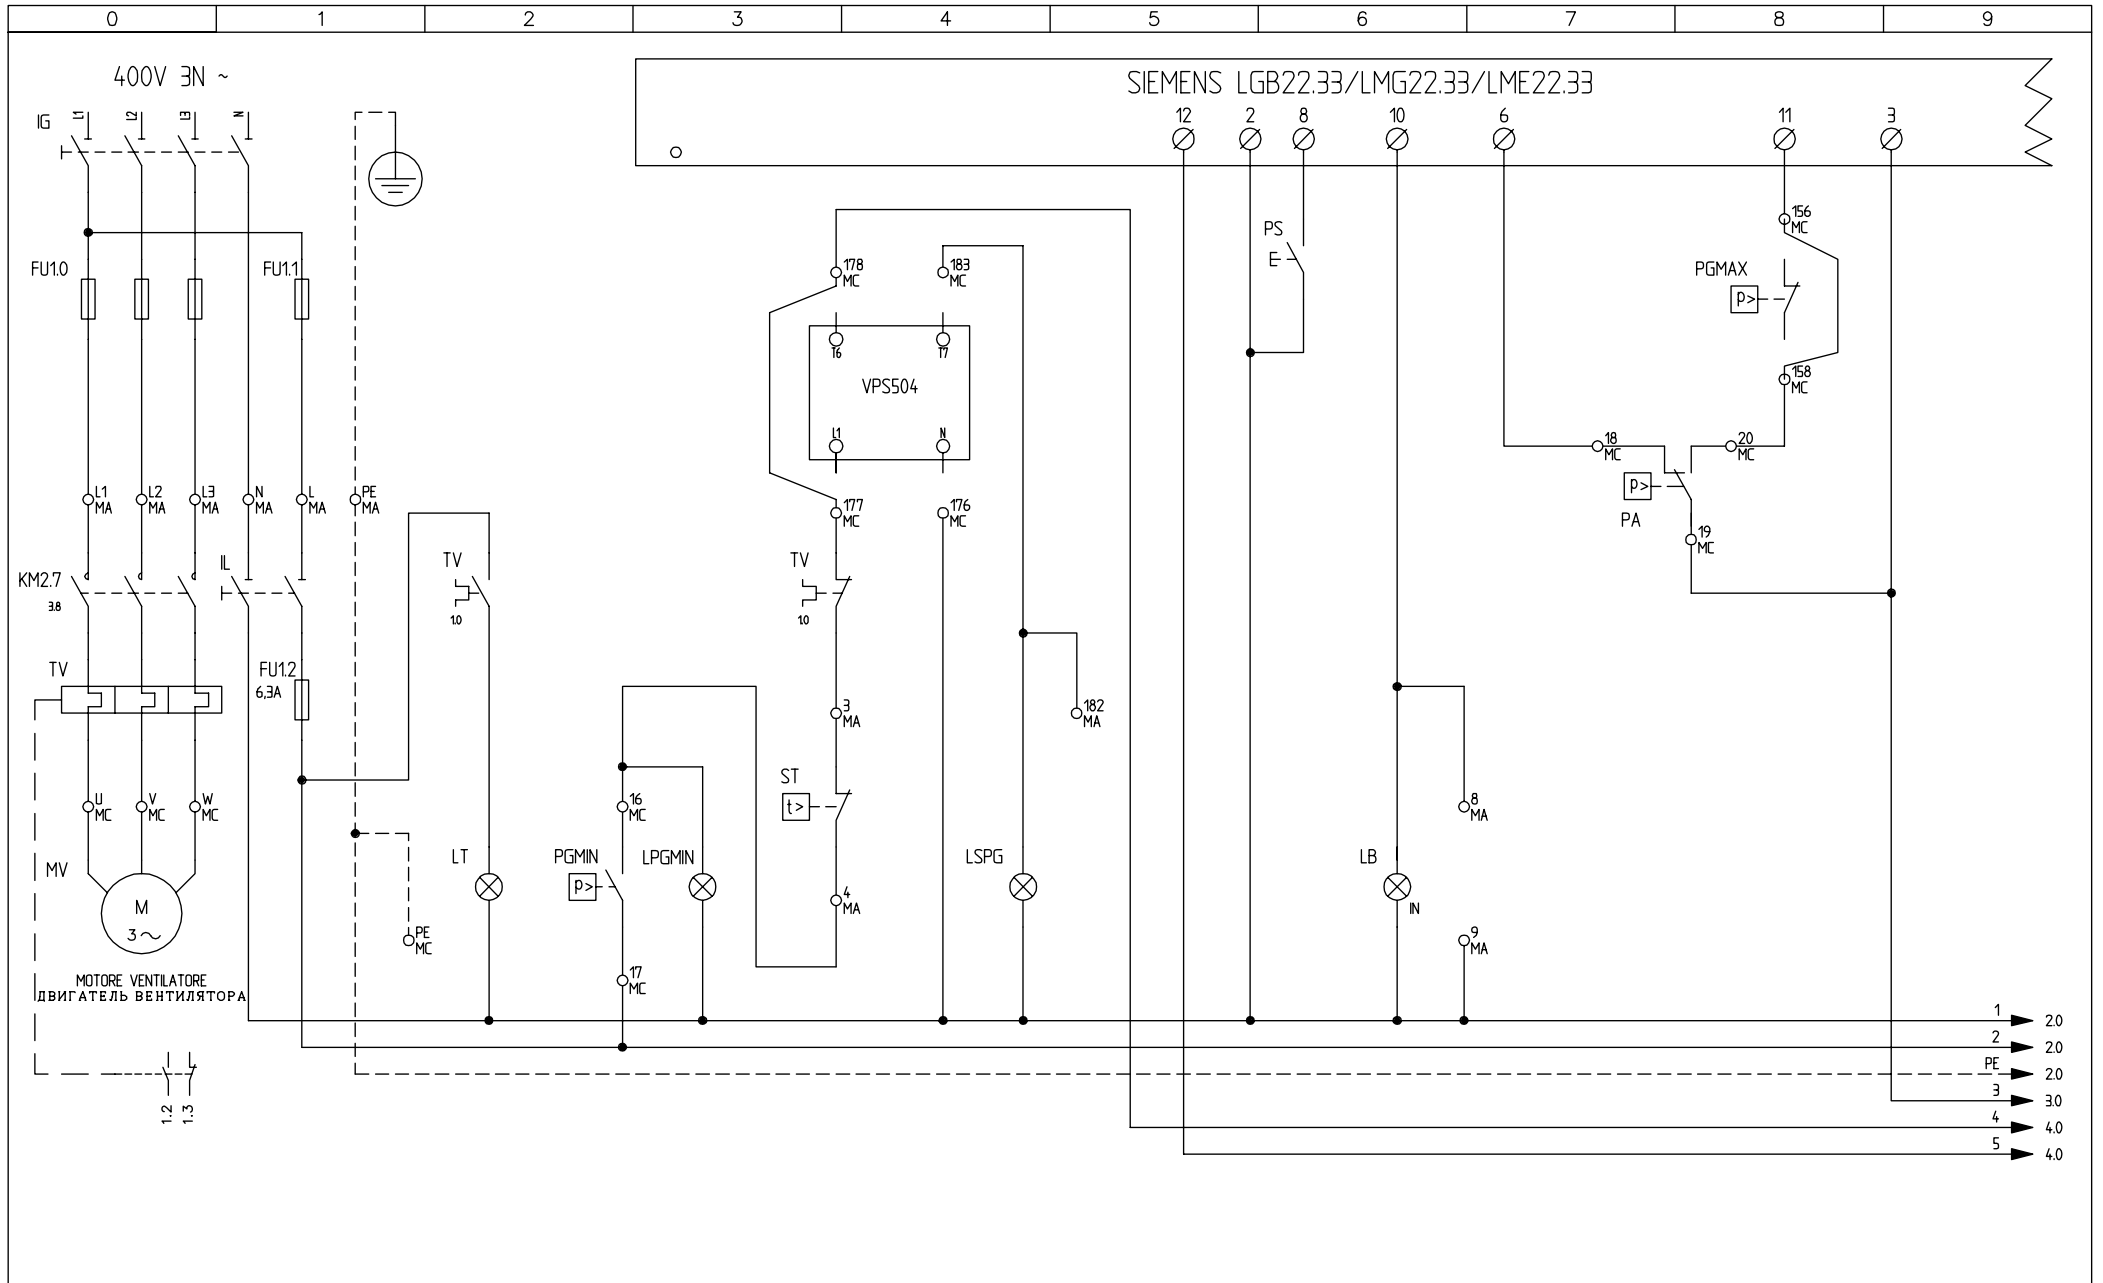 0 1 2 3 4 5 6 7 8 9
400V 3N ~
SIEMENS LGB22.33/LMG22.33/LME22.33
12 2 8 10 6 11 3
IG L1 L2 L3 N
156
MC
PS
FU1.0 FU1.1
178
MC
183
MC
PGMAX
P>
T6 T7
VPS504
158
MC
L1 N
18
MC
20
MC
L1
MA
L2
MA
L3
MA
N
MA
L
MA
PE
MA
177
MC
176
MC
P>
PA
19
MC
KM2.7
3.8
IL
TV
1.0
TV
1.0
TV
FU1.2
6,3A
3
MA
182
MA
ST
t>
U
MC
V
MC
W
MC
16
MC
8
MA
MV
M
3~
LT
PGMIN
P>
LPGMIN
LSPG
LB
IN
4
MA
PE
MC
9
MA
17
MC
MOTORE VENTILATORE
ДВИГАТЕЛЬ ВЕНТИЛЯТОРА
1 2.0
2 2.0
PE 2.0
3 3.0
4 4.0
5 4.0
1.2
1.3